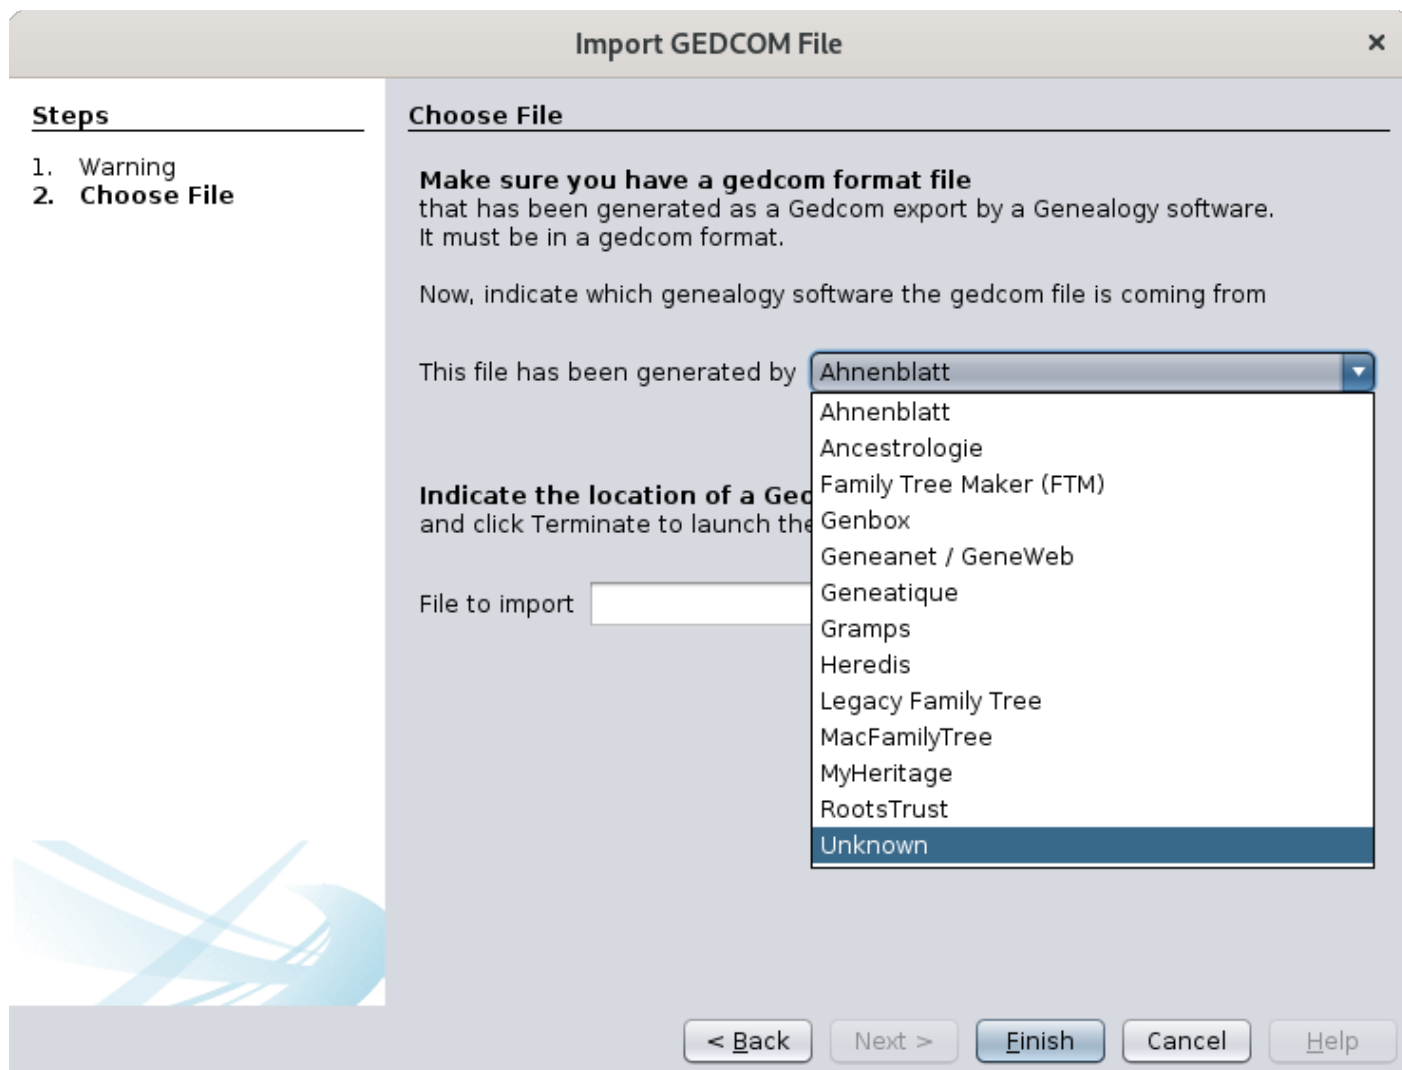 Import GEDCOM File
×
Steps
1. Warning
2. Choose File
Choose File
Make sure you have a gedcom format file
that has been generated as a Gedcom export by a Genealogy software.
It must be in a gedcom format.
Now, indicate which genealogy software the gedcom file is coming from
This file has been generated by Ahnenblatt
Ahnenblatt
Ancestrologie
Family Tree Maker (FTM)
Genbox
Geneanet / GeneWeb
Geneatique
Gramps
Heredis
Legacy Family Tree
MacFamilyTree
MyHeritage
RootsTrust
Unknown
Indicate the location of a
and click Terminate to launch
File to import
< Back
Next >
Finish
Cancel
Help